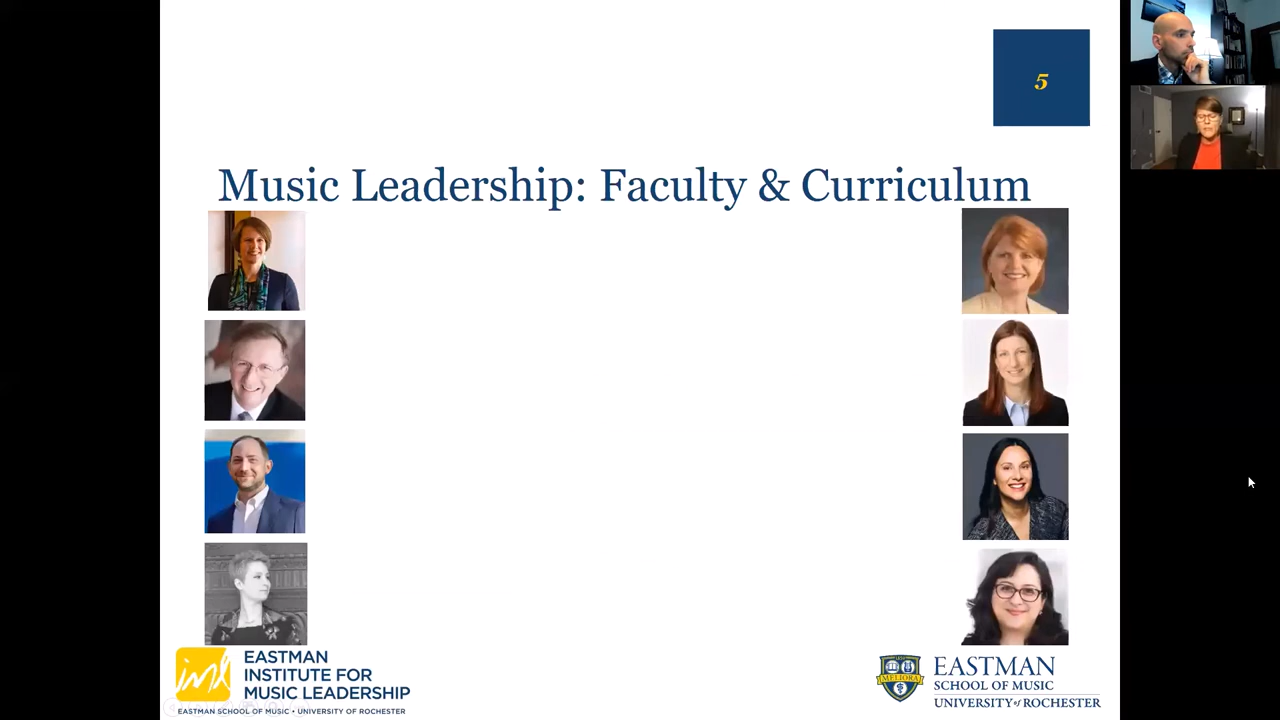 5
Music Leadership: Faculty & Curriculum
iml
EASTMAN
INSTITUTE FOR
MUSIC LEADERSHIP
EASTMAN SCHOOL OF MUSIC • UNIVERSITY OF ROCHESTER
MELIORA
EASTMAN
SCHOOL OF MUSIC
UNIVERSITY of ROCHESTER